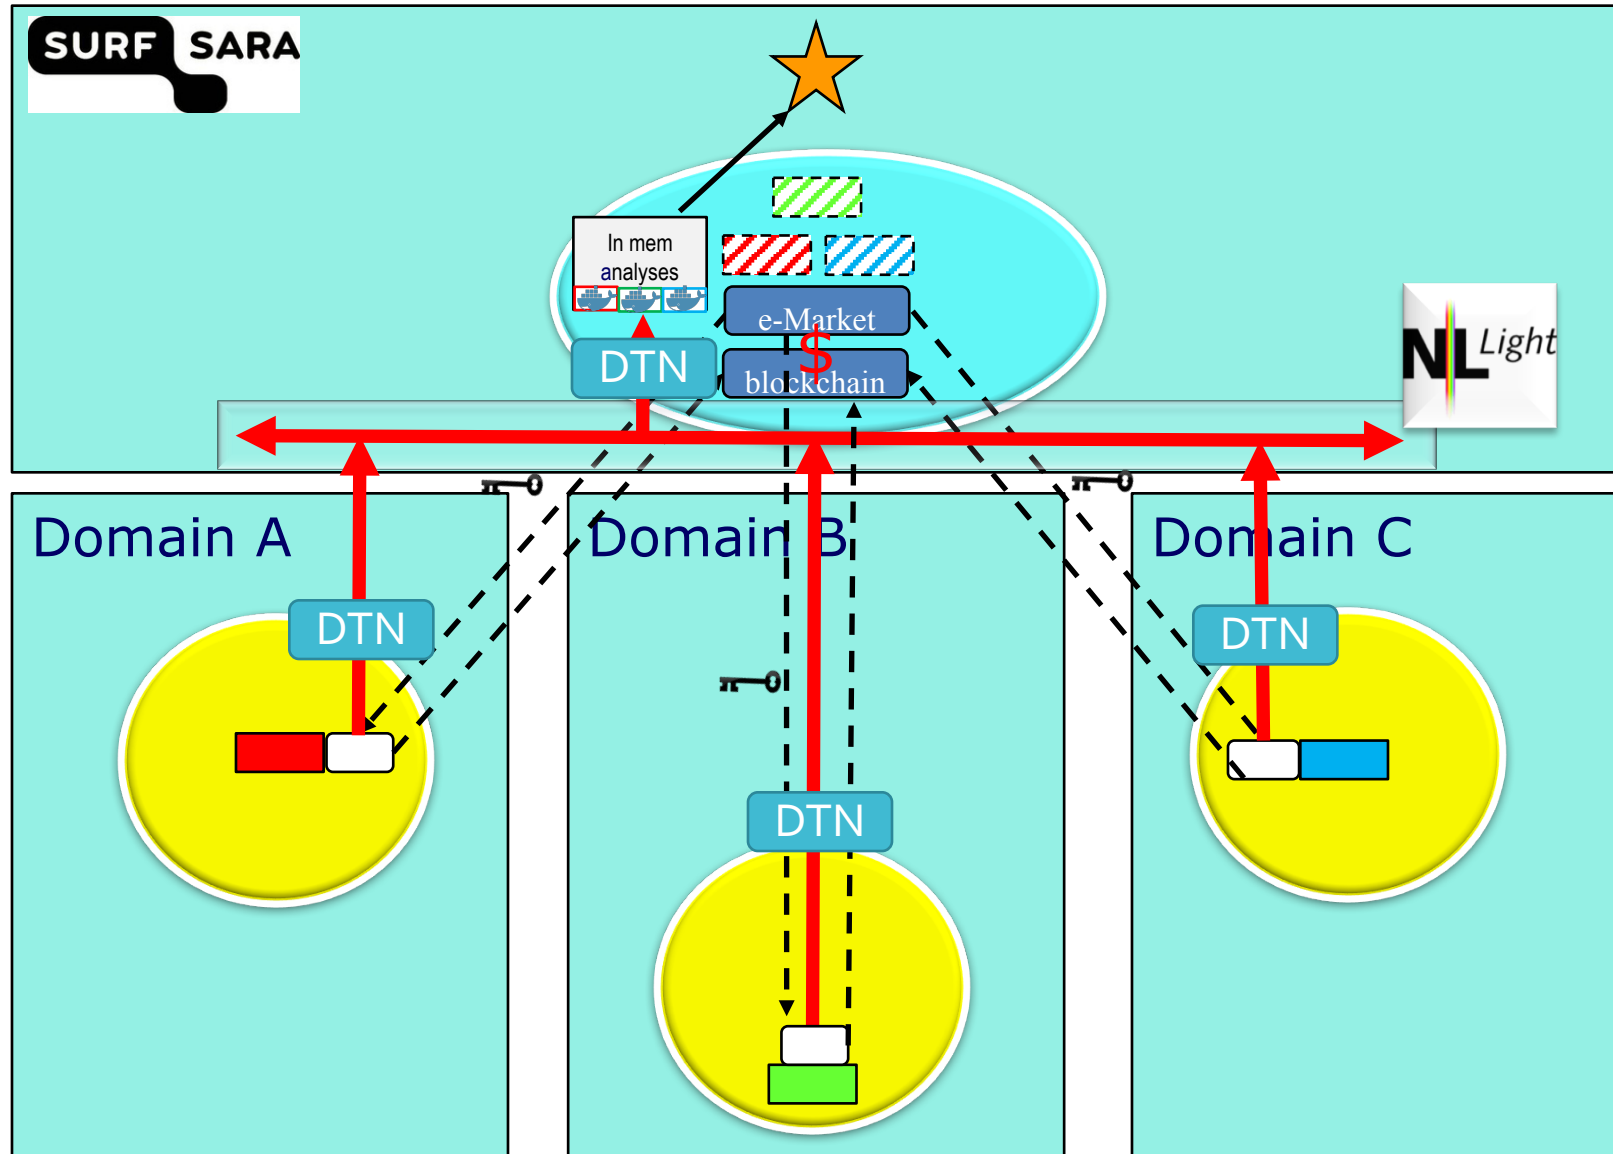 SURF SARA
In mem
analyses
e-Market
$
DTN
blockchain
NLLight
Domain A
Domain B
Domain C
DTN
DTN
DTN